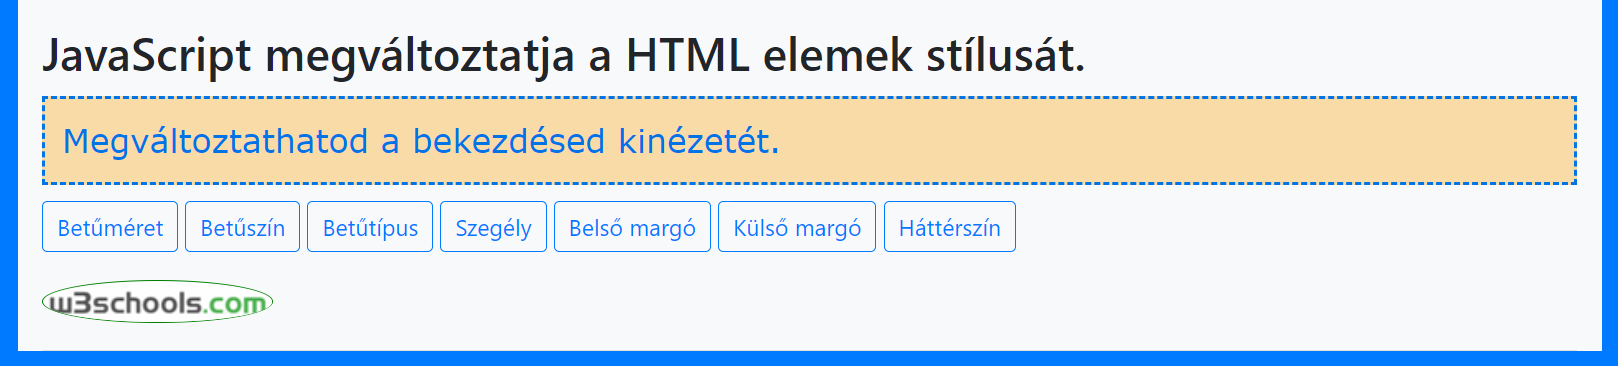 JavaScript megváltoztatja a HTML elemek stílusát.
Megváltoztathatod a bekezdésed kinézetét.
Betűméret Betűszín Betűtípus Szegély Belső margó Külső margó Háttérszín
w3schools.com